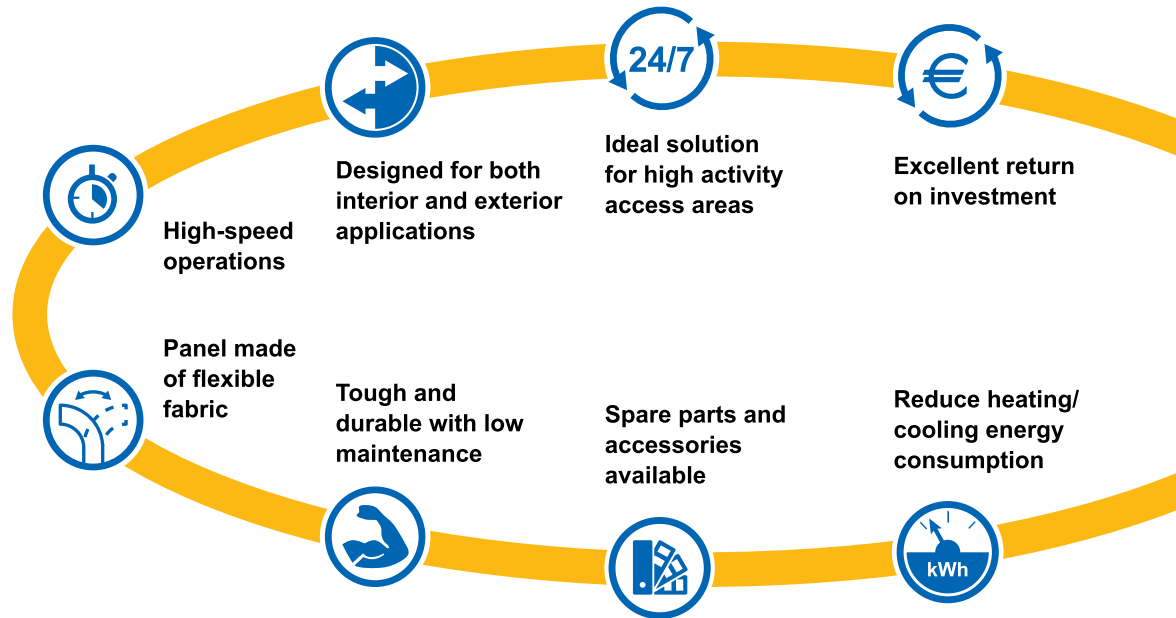 24/7
€
High-speed
operations
Designed for both
interior and exterior
applications
Ideal solution
for high activity
access areas
Excellent return
on investment
Panel made
of flexible
fabric
Tough and
durable with low
maintenance
Spare parts and
accessories
available
Reduce heating/
cooling energy
consumption
kWh